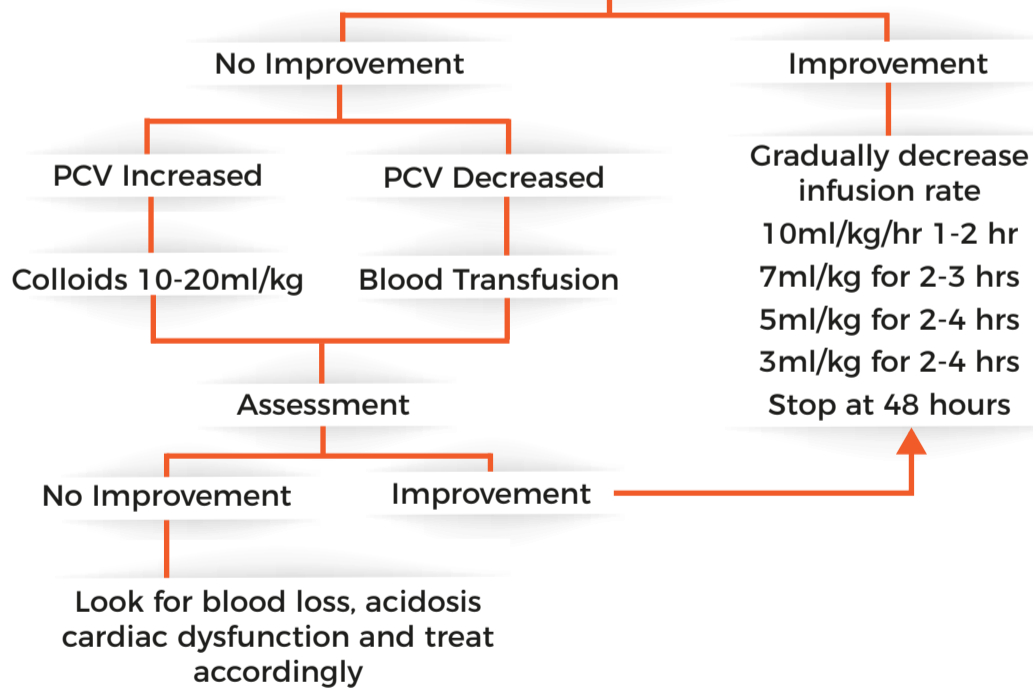 No Improvement
Improvement
PCV Increased
PCV Decreased
Colloids 10-20ml/kg
Blood Transfusion
Gradually decrease
infusion rate
10ml/kg/hr 1-2 hr
7ml/kg for 2-3 hrs
5ml/kg for 2-4 hrs
3ml/kg for 2-4 hrs
Stop at 48 hours
Assessment
No Improvement
Improvement
Look for blood loss, acidosis
cardiac dysfunction and treat
accordingly